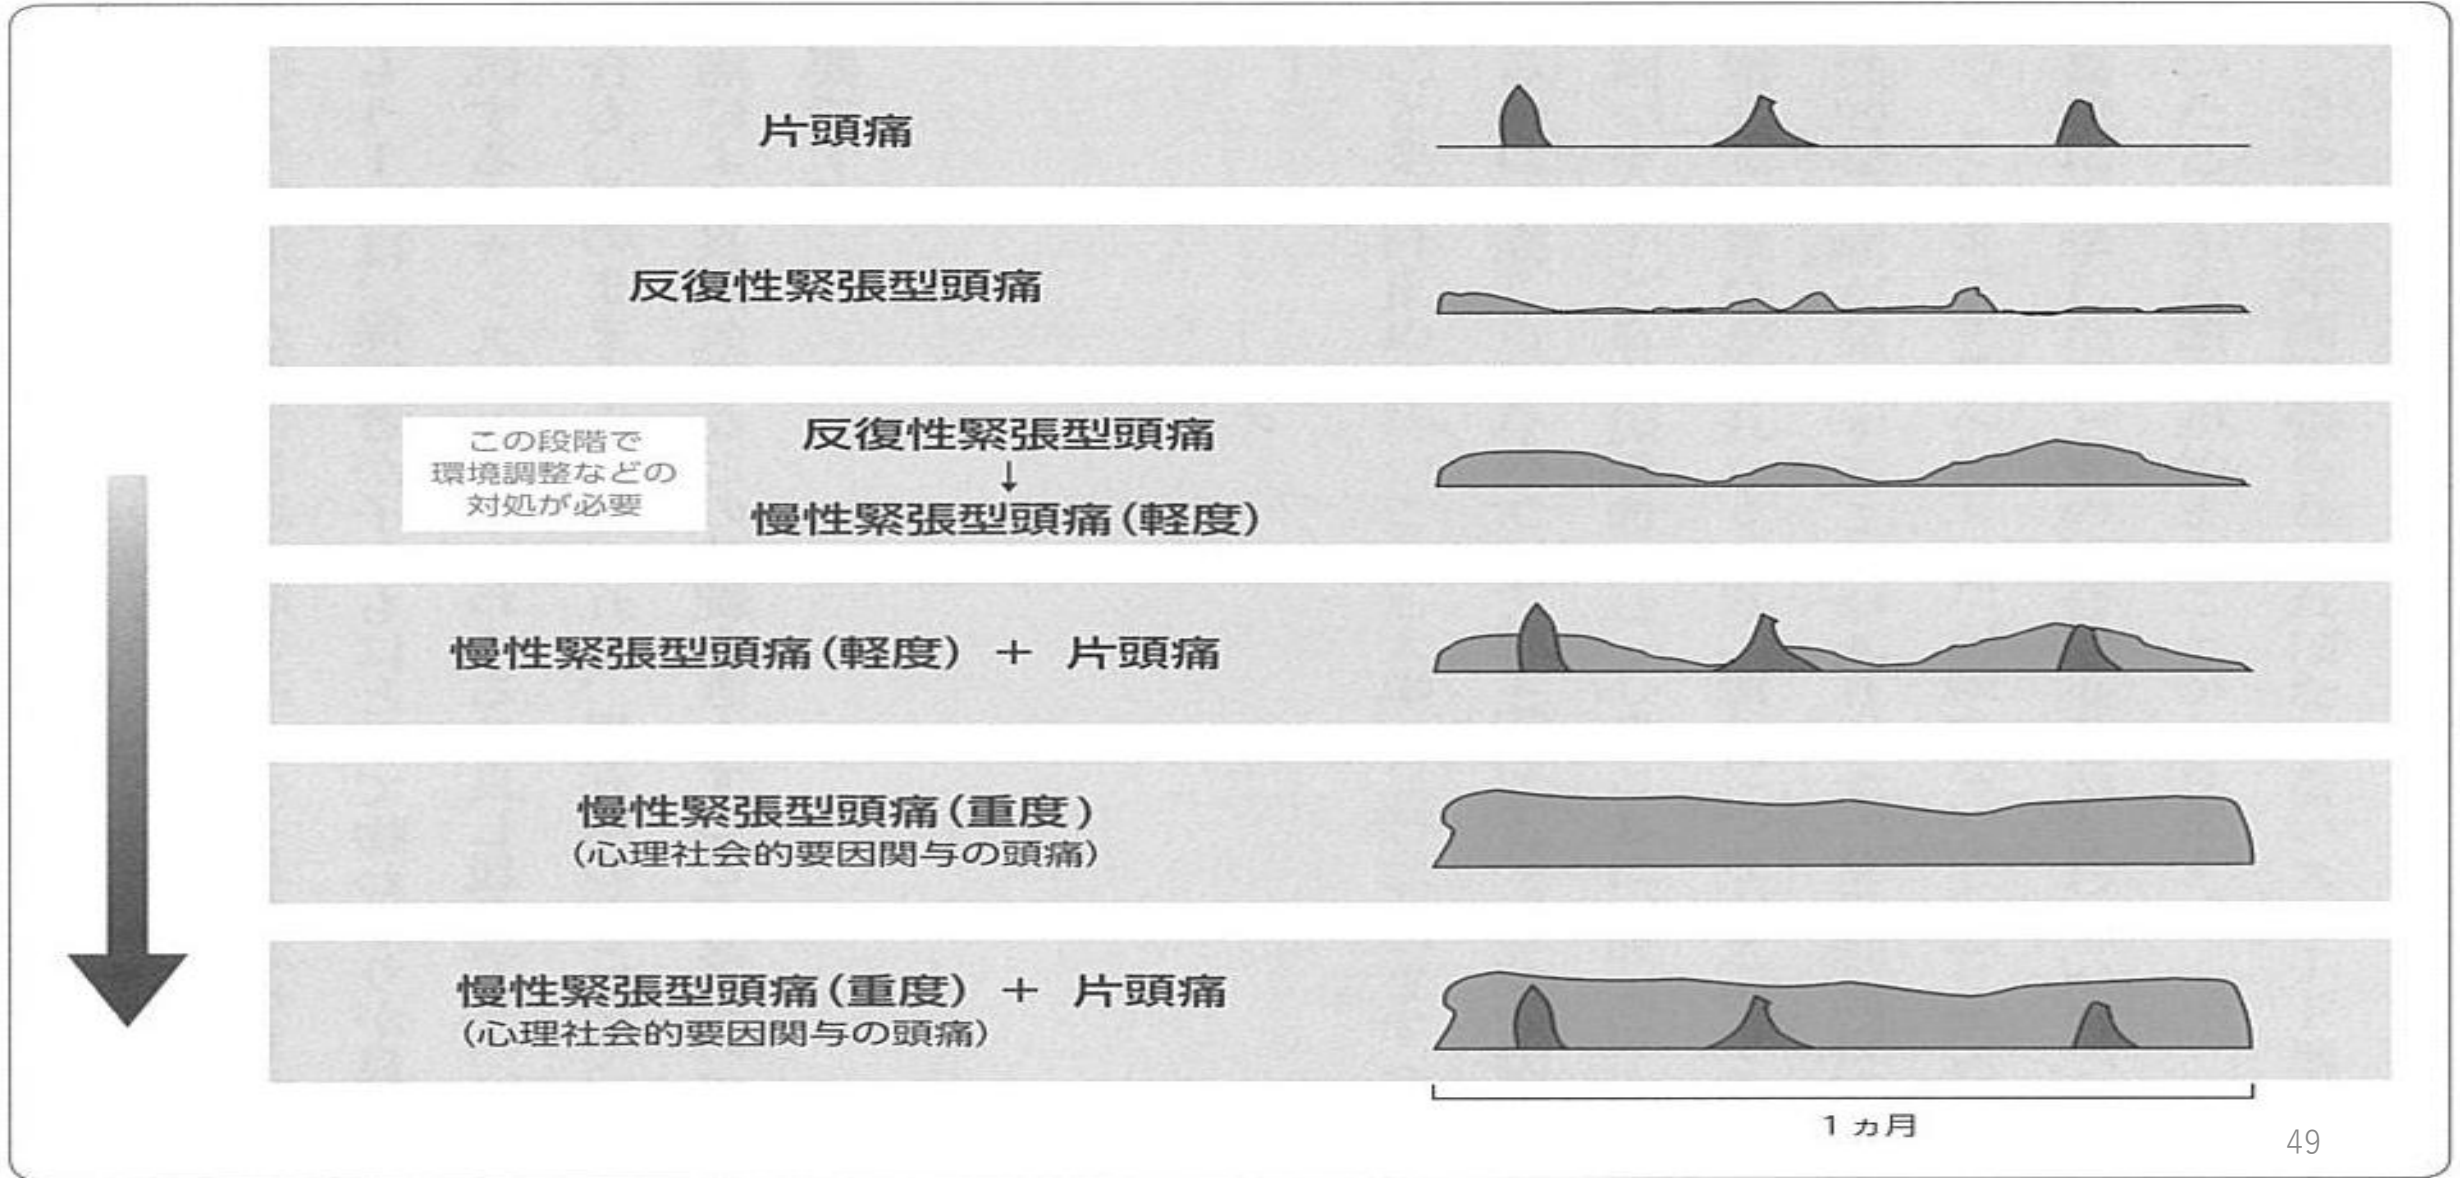 片頭痛
反復性緊張型頭痛
この段階で
環境調整などの
対処が必要
反復性緊張型頭痛
↓
慢性緊張型頭痛(軽度)
慢性緊張型頭痛(軽度) + 片頭痛
慢性緊張型頭痛(重度)
(心理社会的要因関与の頭痛)
慢性緊張型頭痛(重度) + 片頭痛
(心理社会的要因関与の頭痛)
1ヵ月
49